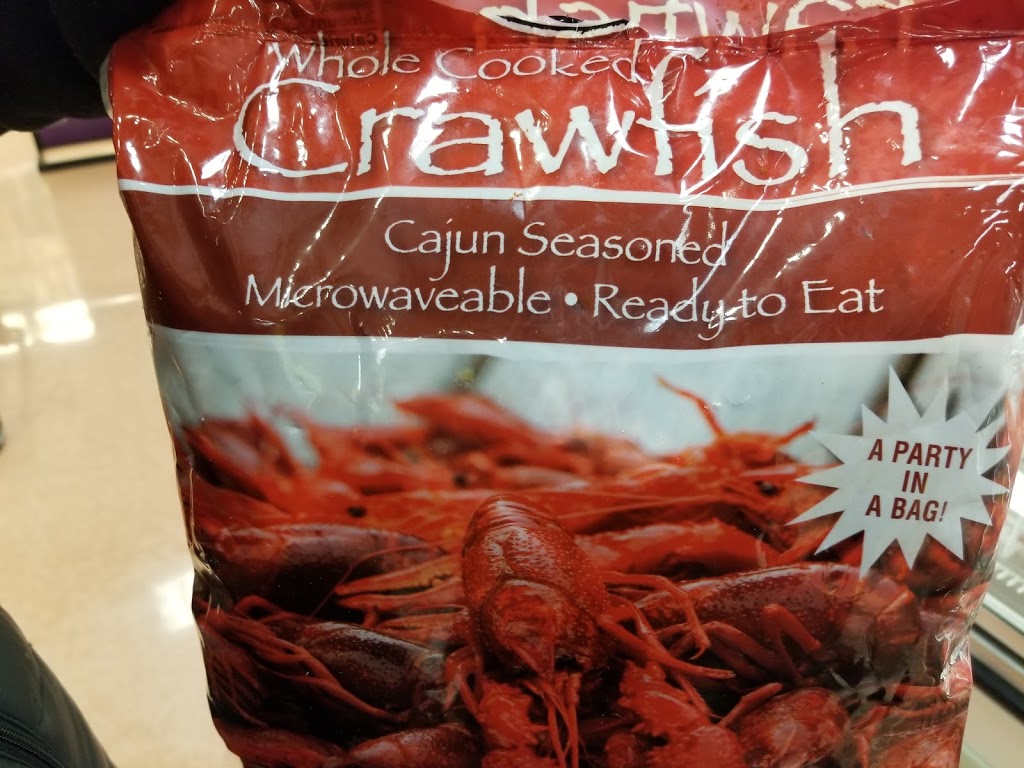 Whole Cooked
Crawfish
Cajun Seasoned
Microwaveable • Ready to Eat
A PARTY
IN
A BAG!